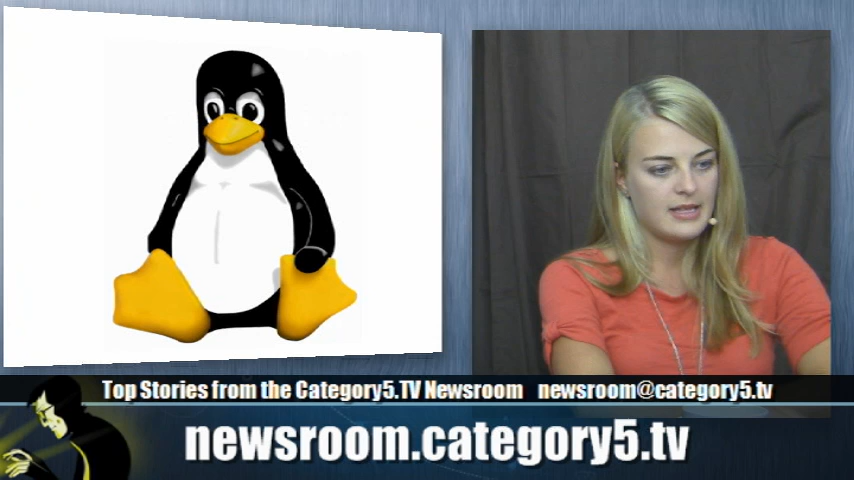 Top Stories from the Category5.TV Newsroom newsroom@category5.tv
newsroom.category5.tv